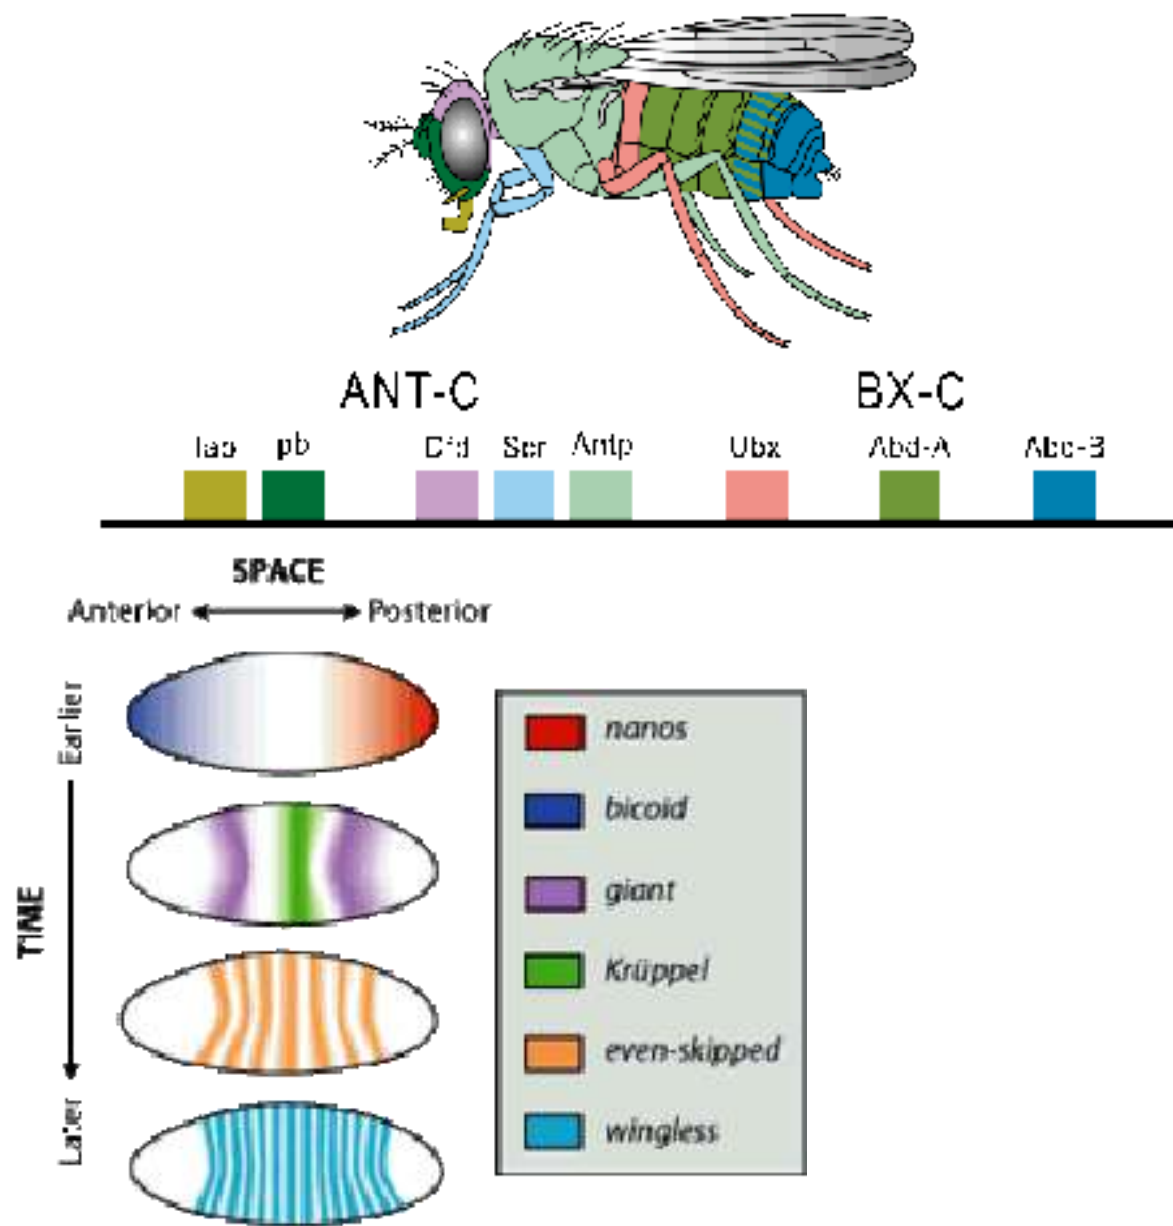 ANT-C BX-C
lab pb Dfd Scr Antp Ubx Abd-A Abd-B
SPACE
Anterior Posterior
Earlier
TIME
Later
nanos
bicoid
giant
Krüppel
even-skipped
wingless